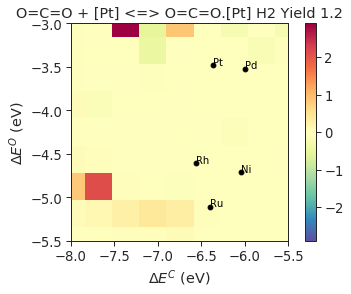 O=C=O + [Pt] <=> O=C=O.[Pt] H2 Yield 1.2
−3.0
−3.5
−4.0
−4.5
−5.0
−5.5
ΔE^O (eV)
Pt
Pd
Rh
Ni
Ru
−8.0 −7.5 −7.0 −6.5 −6.0 −5.5
ΔE^C (eV)
2
1
0
−1
−2